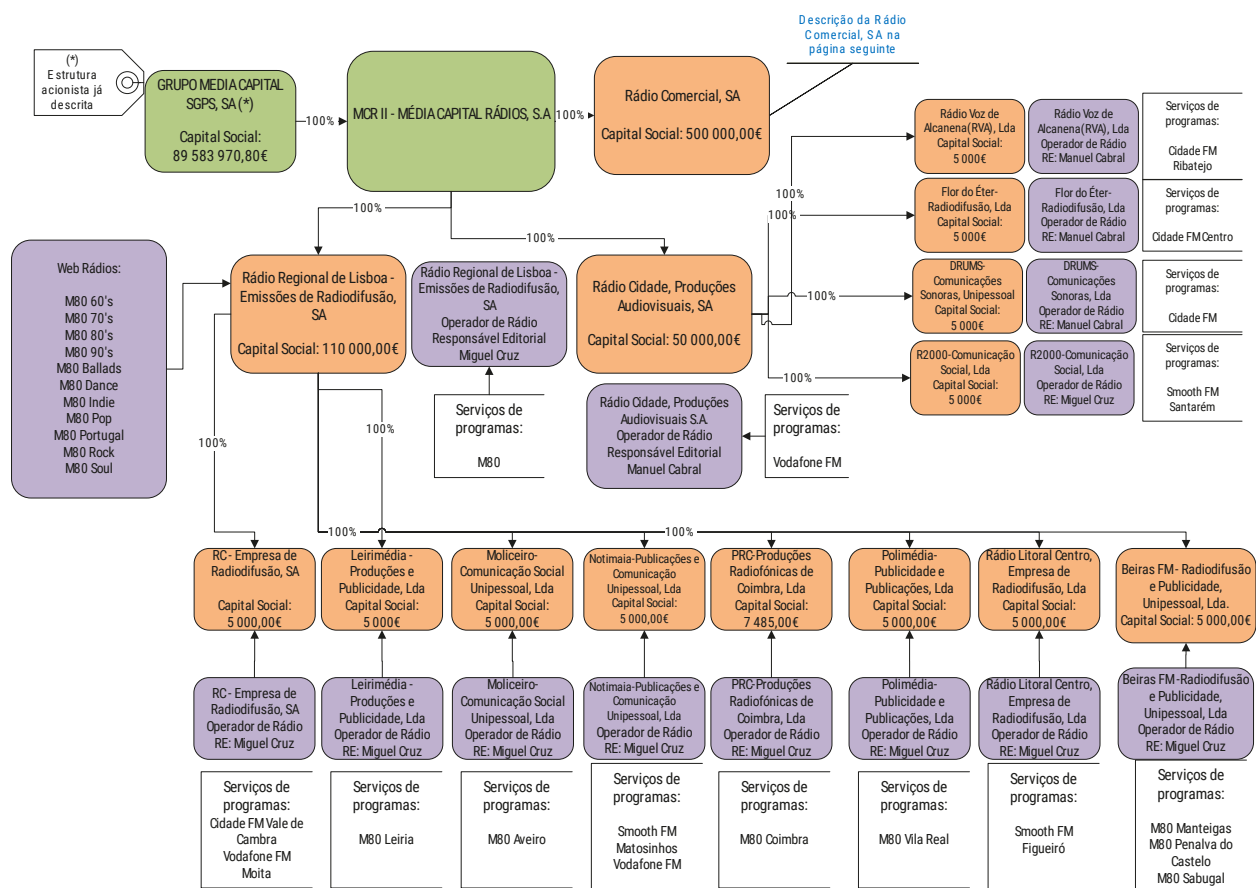 (*)
Estrutura
acionista já
descrita
GRUPO MEDIA CAPITAL
SGPS, SA (*)
Capital Social:
89 583 970,80€
100%
MCR II - MÉDIA CAPITAL RÁDIOS, S.A
100%
Rádio Comercial, SA
Capital Social: 500 000,00€
Descrição da Rádio
Comercial, SA na
página seguinte
100%
100%
Web Rádios:
M80 60's
M80 70's
M80 80's
M80 90's
M80 Ballads
M80 Dance
M80 Indie
M80 Pop
M80 Portugal
M80 Rock
M80 Soul
Rádio Regional de Lisboa -
Emissões de Radiodifusão,
SA
Capital Social: 110 000,00€
Rádio Regional de Lisboa -
Emissões de Radiodifusão,
SA
Operador de Rádio
Responsável Editorial
Miguel Cruz
Serviços de
programas:
M80
Rádio Cidade, Produções
Audiovisuais, SA
Capital Social: 50 000,00€
Rádio Cidade, Produções
Audiovisuais S.A.
Operador de Rádio
Responsável Editorial
Manuel Cabral
Serviços de
programas:
Vodafone FM
100%
100%
100%
100%
Rádio Voz de
Alcanena(RVA), Lda
Capital Social:
5 000€
Rádio Voz de
Alcanena(RVA), Lda
Operador de Rádio
RE: Manuel Cabral
Serviços de
programas:
Cidade FM
Ribatejo
Flor do Éter-
Radiodifusão, Lda
Capital Social:
5 000€
Flor do Éter-
Radiodifusão, Lda
Operador de Rádio
RE: Manuel Cabral
Serviços de
programas:
Cidade FM Centro
DRUMS-
Comunicações
Sonoras, Unipessoal
Capital Social:
5 000€
DRUMS-
Comunicações
Sonoras, Lda
Operador de Rádio
RE: Manuel Cabral
Serviços de
programas:
Cidade FM
R2000-Comunicação
Social, Lda
Capital Social:
5 000€
R2000-Comunicação
Social, Lda
Operador de Rádio
RE: Miguel Cruz
Serviços de
programas:
Smooth FM
Santarém
100%
100%
100%
100%
RC - Empresa de
Radiodifusão, SA
Capital Social:
5 000,00€
Leirimédia -
Produções e
Publicidade, Lda
Capital Social:
5 000€
Moliceiro-
Comunicação Social
Unipessoal, Lda
Capital Social:
5 000,00€
Notimaia-Publicações e
Comunicação
Unipessoal, Lda
Capital Social:
5 000,00€
PRC-Produções
Radiofónicas de
Coimbra, Lda
Capital Social:
7 485,00€
Polimédia-
Publicidade e
Publicações, Lda
Capital Social:
5 000,00€
Rádio Litoral Centro,
Empresa de
Radiodifusão, Lda
Capital Social:
5 000,00€
Beiras FM - Radiodifusão
e Publicidade,
Unipessoal, Lda.
Capital Social: 5 000,00€
RC - Empresa de
Radiodifusão, SA
Operador de Rádio
RE: Miguel Cruz
Leirimédia -
Produções e
Publicidade, Lda
Operador de Rádio
RE: Miguel Cruz
Moliceiro-
Comunicação Social
Unipessoal, Lda
Operador de Rádio
RE: Miguel Cruz
Notimaia-Publicações e
Comunicação
Unipessoal, Lda
Operador de Rádio
RE: Miguel Cruz
PRC-Produções
Radiofónicas de
Coimbra, Lda
Operador de Rádio
RE: Miguel Cruz
Polimédia-
Publicidade e
Publicações, Lda
Operador de Rádio
RE: Miguel Cruz
Rádio Litoral Centro,
Empresa de
Radiodifusão, Lda
Operador de Rádio
RE: Miguel Cruz
Beiras FM -Radiodifusão
e Publicidade,
Unipessoal, Lda
Operador de Rádio
RE: Miguel Cruz
Serviços de
programas:
Cidade FM Vale de
Cambra
Vodafone FM
Moita
Serviços de
programas:
M80 Leiria
Serviços de
programas:
M80 Aveiro
Serviços de
programas:
Smooth FM
Matosinhos
Vodafone FM
Serviços de
programas:
M80 Coimbra
Serviços de
programas:
M80 Vila Real
Serviços de
programas:
Smooth FM
Figueiró
Serviços de
programas:
M80 Manteigas
M80 Penalva do
Castelo
M80 Sabugal